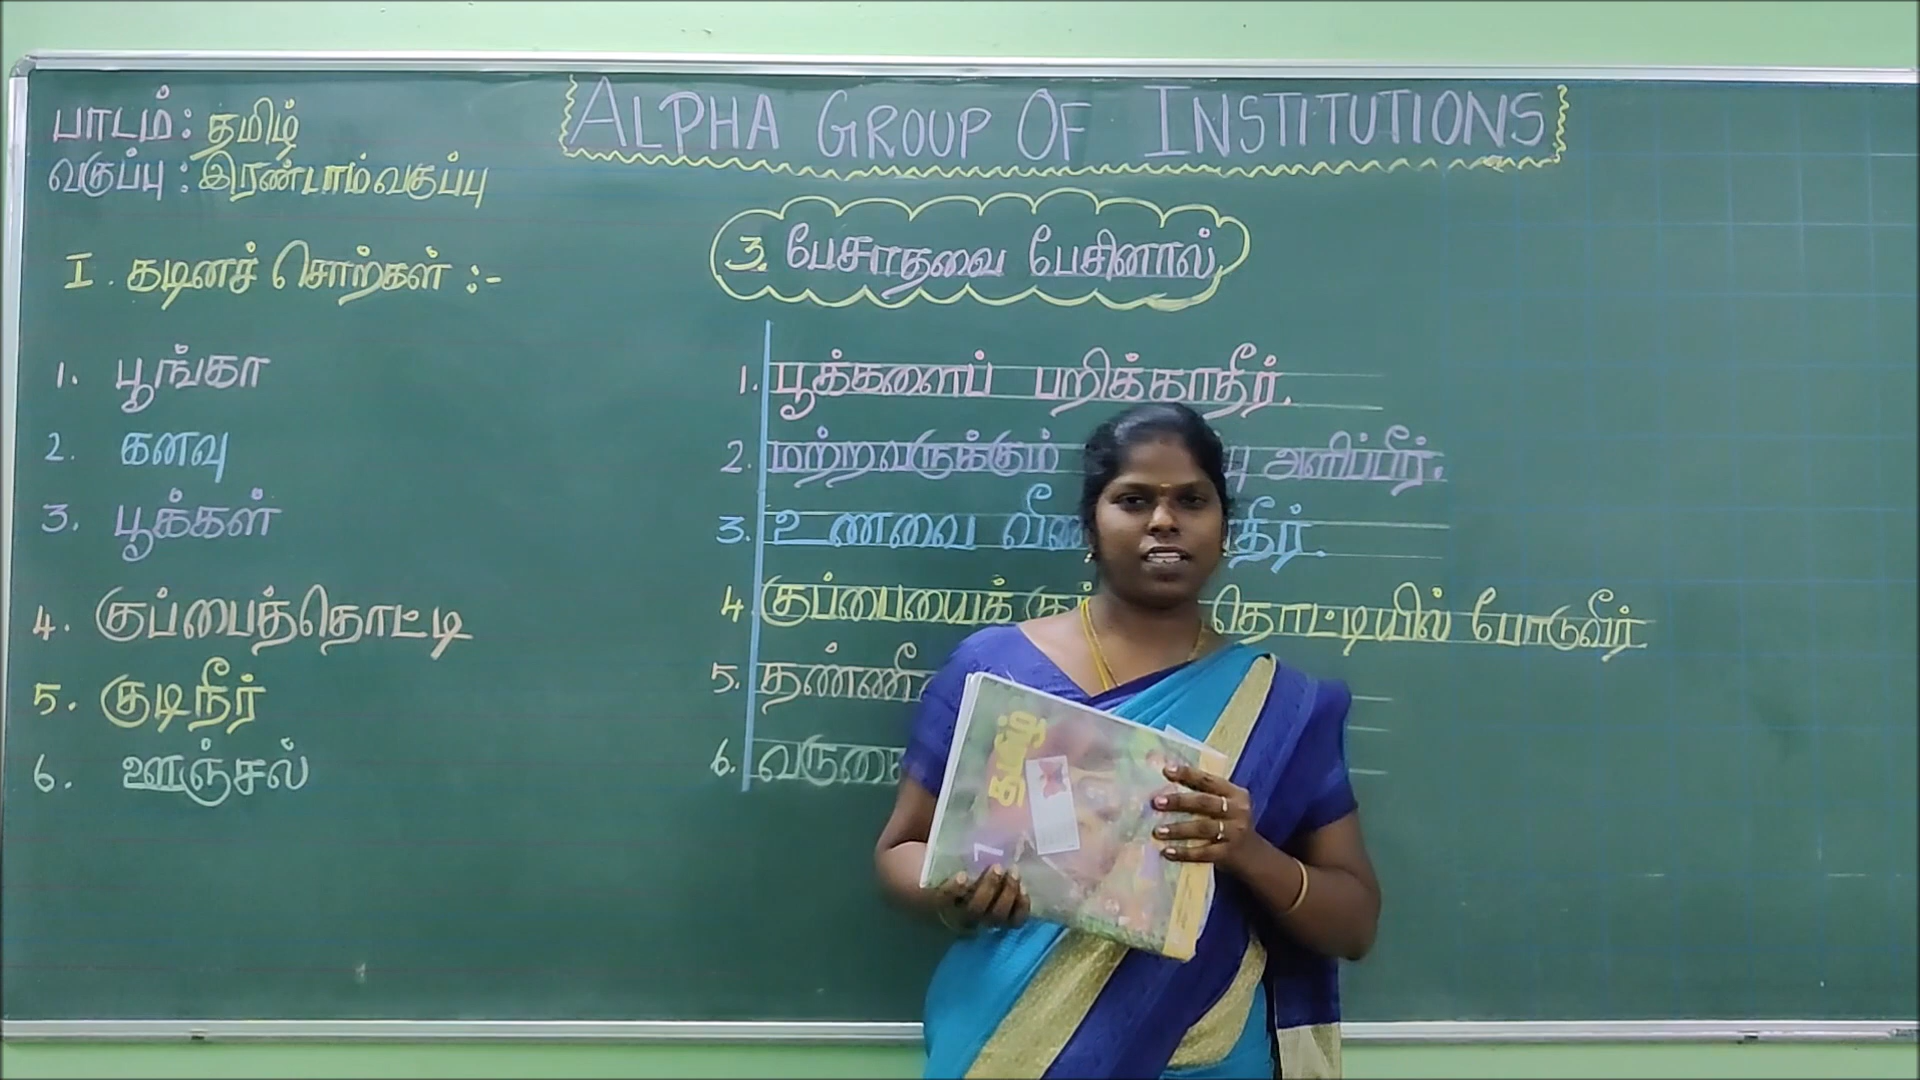 ALPHA GROUP OF INSTITUTIONS
பாடம் : தமிழ்
வகுப்பு : இரண்டாம்வகுப்பு
I . கடினச் சொற்கள் :-
1. பூங்கா
2. கனவு
3. பூக்கள்
4. குப்பைத்தொட்டி
5. குடிநீர்
6. ஊஞ்சல்
3. பேசாதவை பேசினால்
1. பூக்களைப் பறிக்காதீர்.
2. மற்றவருக்கும் அளிப்பீர்.
3. உணவை
4. குப்பையைக் தொட்டியில் போடுவீர்
5.
6.
தமிழ்